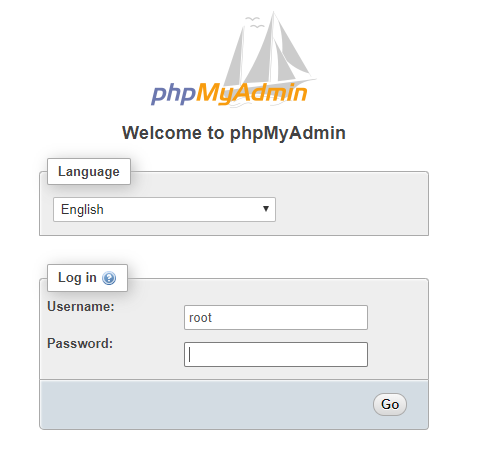 phpMyAdmin
Welcome to phpMyAdmin
Language
English
Log in
Username:
root
Password:
Go